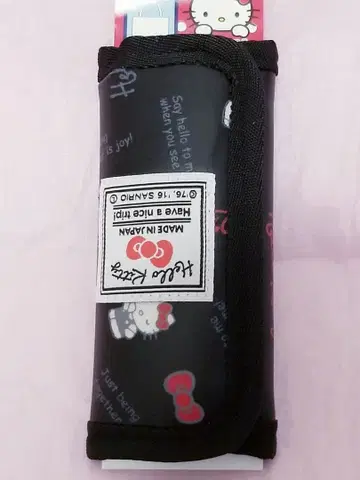 Say hello to m
when you see
is joy!
Hello Kitty
MADE IN JAPAN
Have a nice trip!
©'76, '16 SANRIO Ⓛ
Just being
together